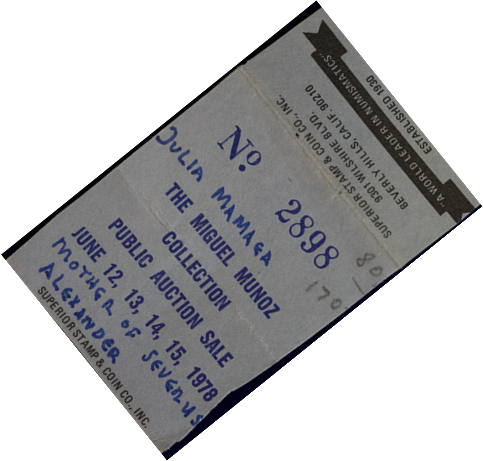 "A WORLD LEADER IN NUMISMATICS"
ESTABLISHED 1930
SUPERIOR STAMP & COIN CO., INC.
9301 WILSHIRE BLVD.
BEVERLY HILLS, CALIF. 90210
No 2898
80
170
JULIA MAMAEA
THE MIGUEL MUNOZ
COLLECTION
PUBLIC AUCTION SALE
JUNE 12, 13, 14, 15, 1978
MOTHER OF SEVERUS
ALEXANDER
SUPERIOR STAMP & COIN CO., INC.